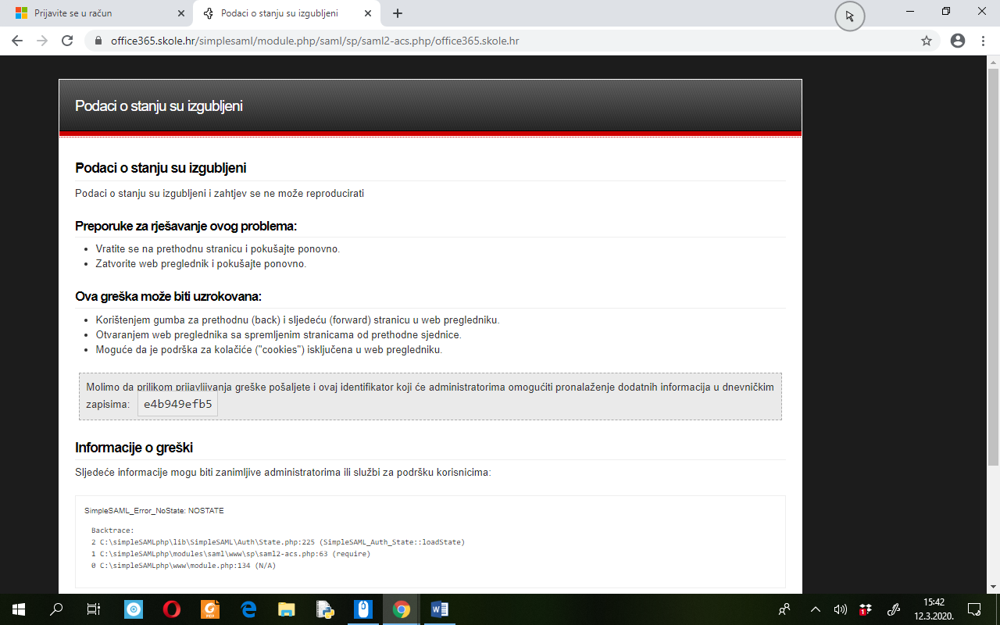 Prijavite se u račun
Podaci o stanju su izgubljeni
office365.skole.hr/simplesaml/module.php/saml/sp/saml2-acs.php/office365.skole.hr
Podaci o stanju su izgubljeni
Podaci o stanju su izgubljeni
Podaci o stanju su izgubljeni i zahtjev se ne može reproducirati
Preporuke za rješavanje ovog problema:
Vratite se na prethodnu stranicu i pokušajte ponovno.
Zatvorite web preglednik i pokušajte ponovno.
Ova greška može biti uzrokovana:
Korištenjem gumba za prethodnu (back) i sljedeću (forward) stranicu u web pregledniku.
Otvaranjem web preglednika sa spremljenim stranicama od prethodne sjednice.
Moguće da je podrška za kolačiće ("cookies") isključena u web pregledniku.
Molimo da prilikom prijavljivanja greške pošaljete i ovaj identifikator koji će administratorima omogućiti pronalaženje dodatnih informacija u dnevničkim
zapisima: e4b949efb5
Informacije o greški
Sljedeće informacije mogu biti zanimljive administratorima ili službi za podršku korisnicima:
SimpleSAML_Error_NoState: NOSTATE
Backtrace:
2 C:\simpleSAMLphp\lib\SimpleSAML\Auth\State.php:225 (SimpleSAML_Auth_State::loadState)
1 C:\simpleSAMLphp\modules\saml\www\sp\saml2-acs.php:63 (require)
0 C:\simpleSAMLphp\www\module.php:134 (N/A)
PDF
1
15:42
12.3.2020.